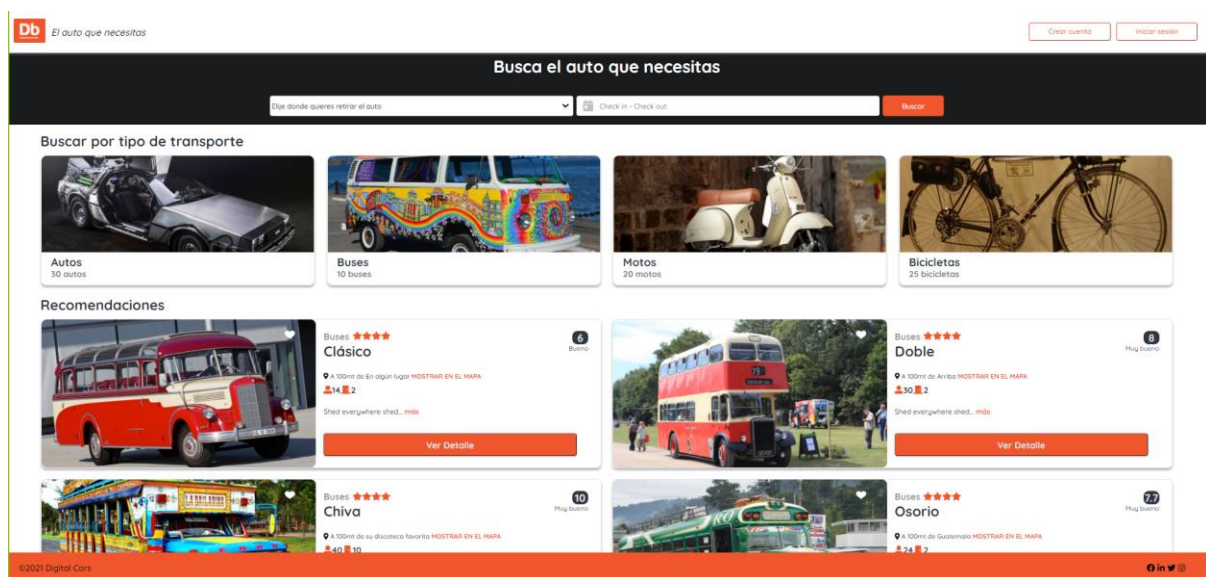 Db El auto que necesitas
Crear cuenta
Iniciar sesión
Busca el auto que necesitas
Elije donde quieres retirar el auto
Check in - Check out
Buscar
Buscar por tipo de transporte
Autos
30 autos
Buses
10 buses
Motos
20 motos
Bicicletas
25 bicicletas
Recomendaciones
Buses
6
Clásico
Bueno
A 100mt de En algún lugar MOSTRAR EN EL MAPA
14 2
Shed everywhere shed... más
Ver Detalle
79
Buses
8
Doble
Muy bueno
A 100mt de Arriba MOSTRAR EN EL MAPA
30 2
Shed everywhere shed... más
Ver Detalle
Buses
10
Chiva
Muy bueno
A 100mt de su discoteca favorita MOSTRAR EN EL MAPA
40 10
Buses
7.7
Osorio
Muy bueno
A 100mt de Guatemala MOSTRAR EN EL MAPA
24 2
©2021 Digital Cars